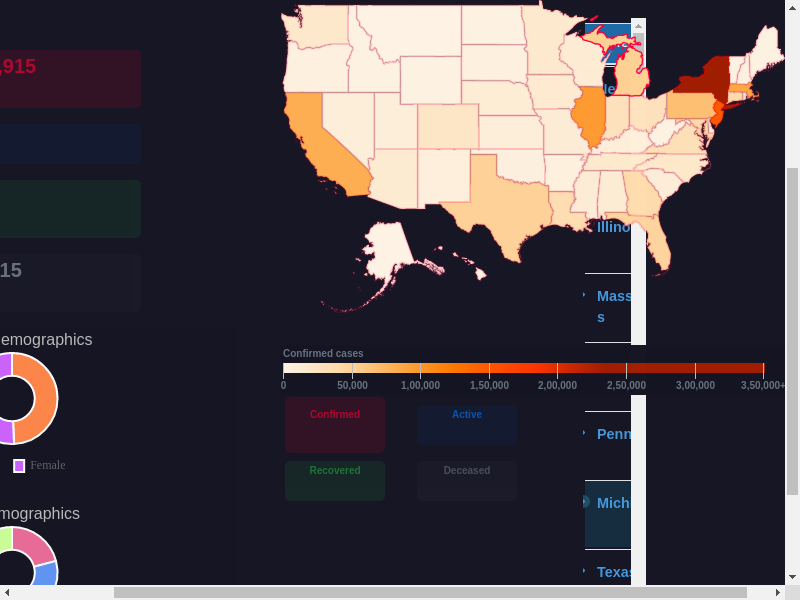 ,915
15
emographics
Female
mographics
le
Illino
Mass
s
Confirmed cases
0 50,000 1,00,000 1,50,000 2,00,000 2,50,000 3,00,000 3,50,000+
Confirmed Active
Recovered Deceased
Penn
Michi
Texas